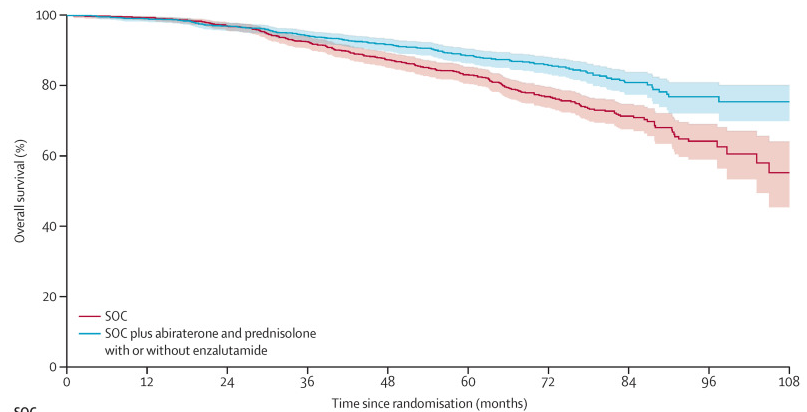 100
80
60
40
20
0
Overall survival (%)
SOC
SOC plus abiraterone and prednisolone
with or without enzalutamide
0 12 24 36 48 60 72 84 96 108
Time since randomisation (months)
SOC